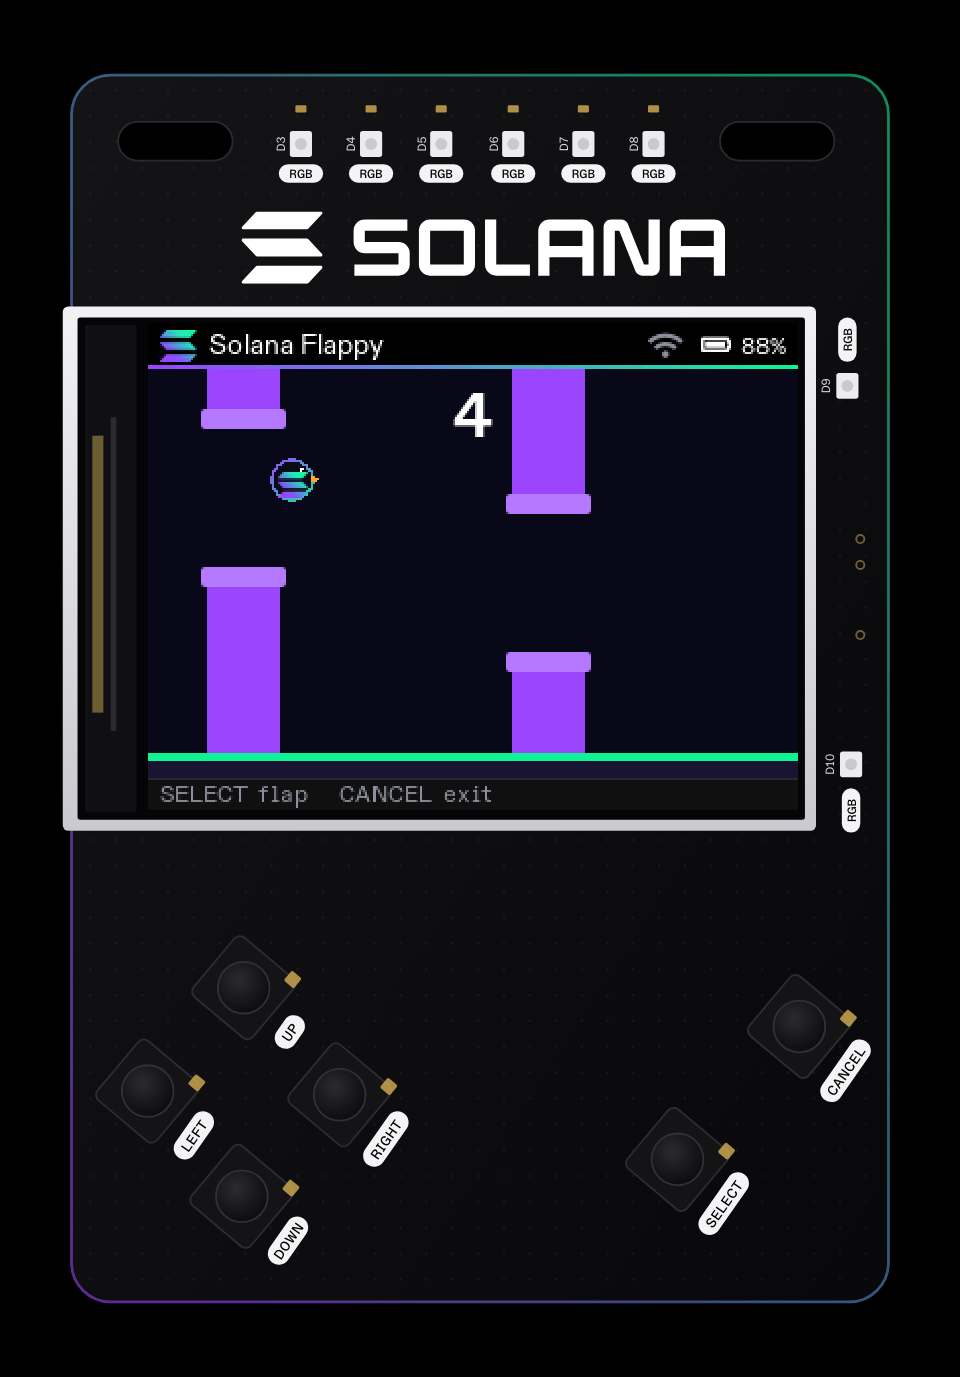 D3 D4 D5 D6 D7 D8
RGB RGB RGB RGB RGB RGB
SOLANA
Solana Flappy 88%
RGB
D9
4
D10
RGB
SELECT flap CANCEL exit
UP
LEFT
RIGHT
DOWN
CANCEL
SELECT